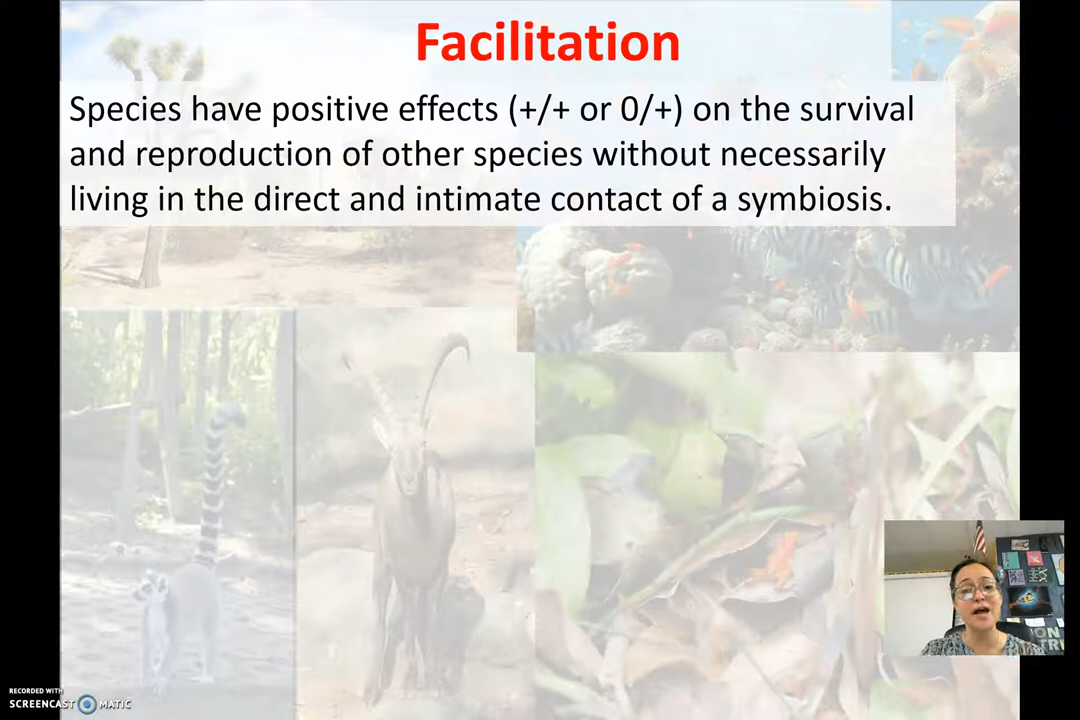 Facilitation
Species have positive effects (+/+ or 0/+) on the survival
and reproduction of other species without necessarily
living in the direct and intimate contact of a symbiosis.
RECORDED WITH
SCREENCAST MATIC